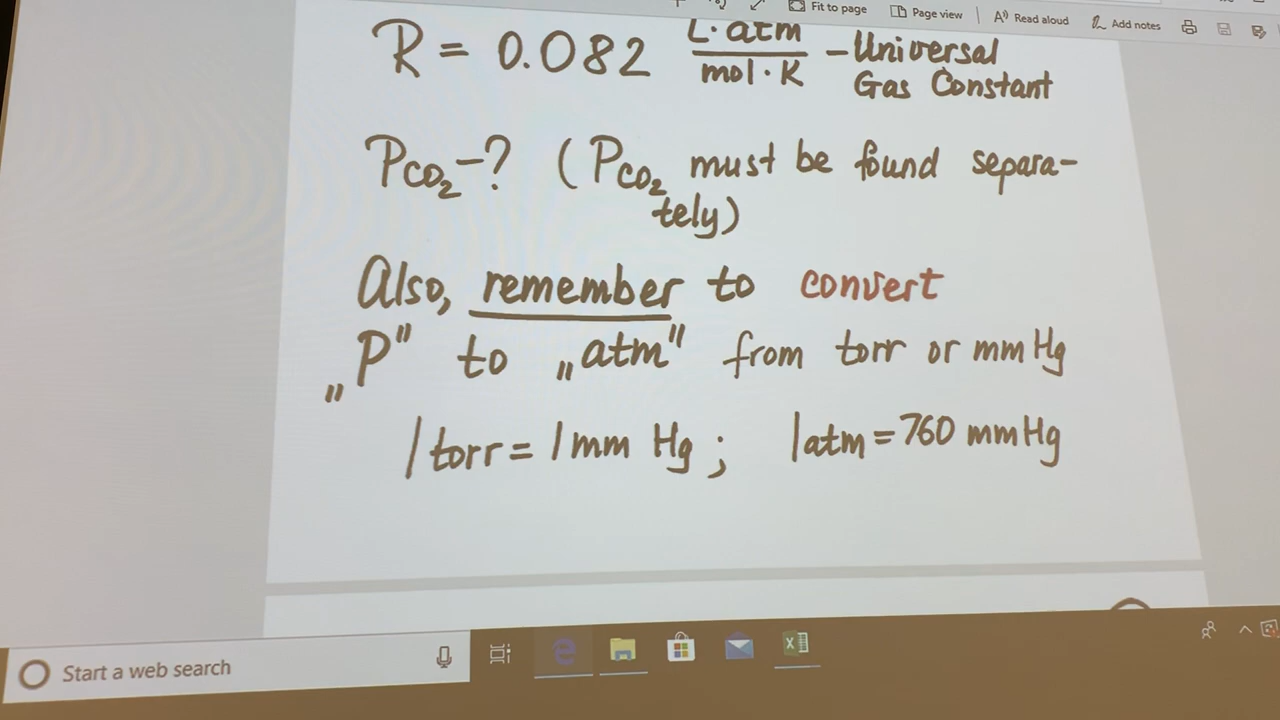 Fit to page Page view Read aloud Add notes
R = 0.082 L·atm / mol·K – Universal
Gas Constant
PCO₂ – ? (PCO₂ must be found separa-
tely)
Also, remember to convert
„P" to „atm" from torr or mm Hg
1 torr = 1 mm Hg ; 1 atm = 760 mm Hg
Start a web search